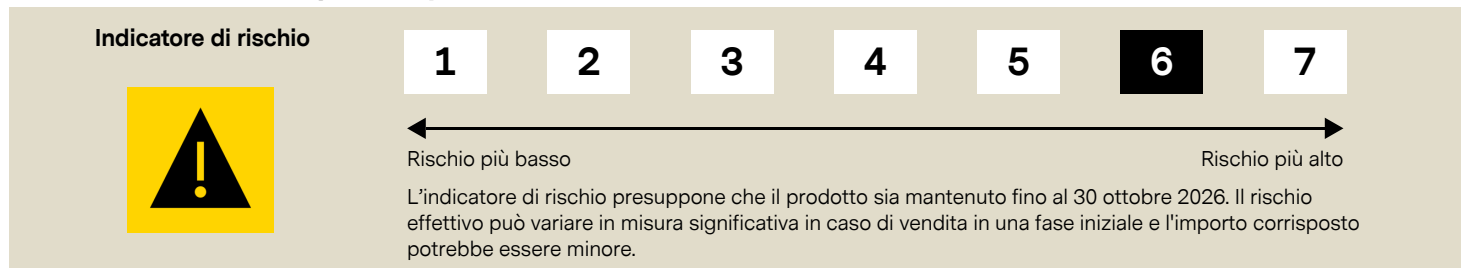 Indicatore di rischio
1 2 3 4 5 6 7
Rischio più basso Rischio più alto
L'indicatore di rischio presuppone che il prodotto sia mantenuto fino al 30 ottobre 2026. Il rischio
effettivo può variare in misura significativa in caso di vendita in una fase iniziale e l'importo corrisposto
potrebbe essere minore.